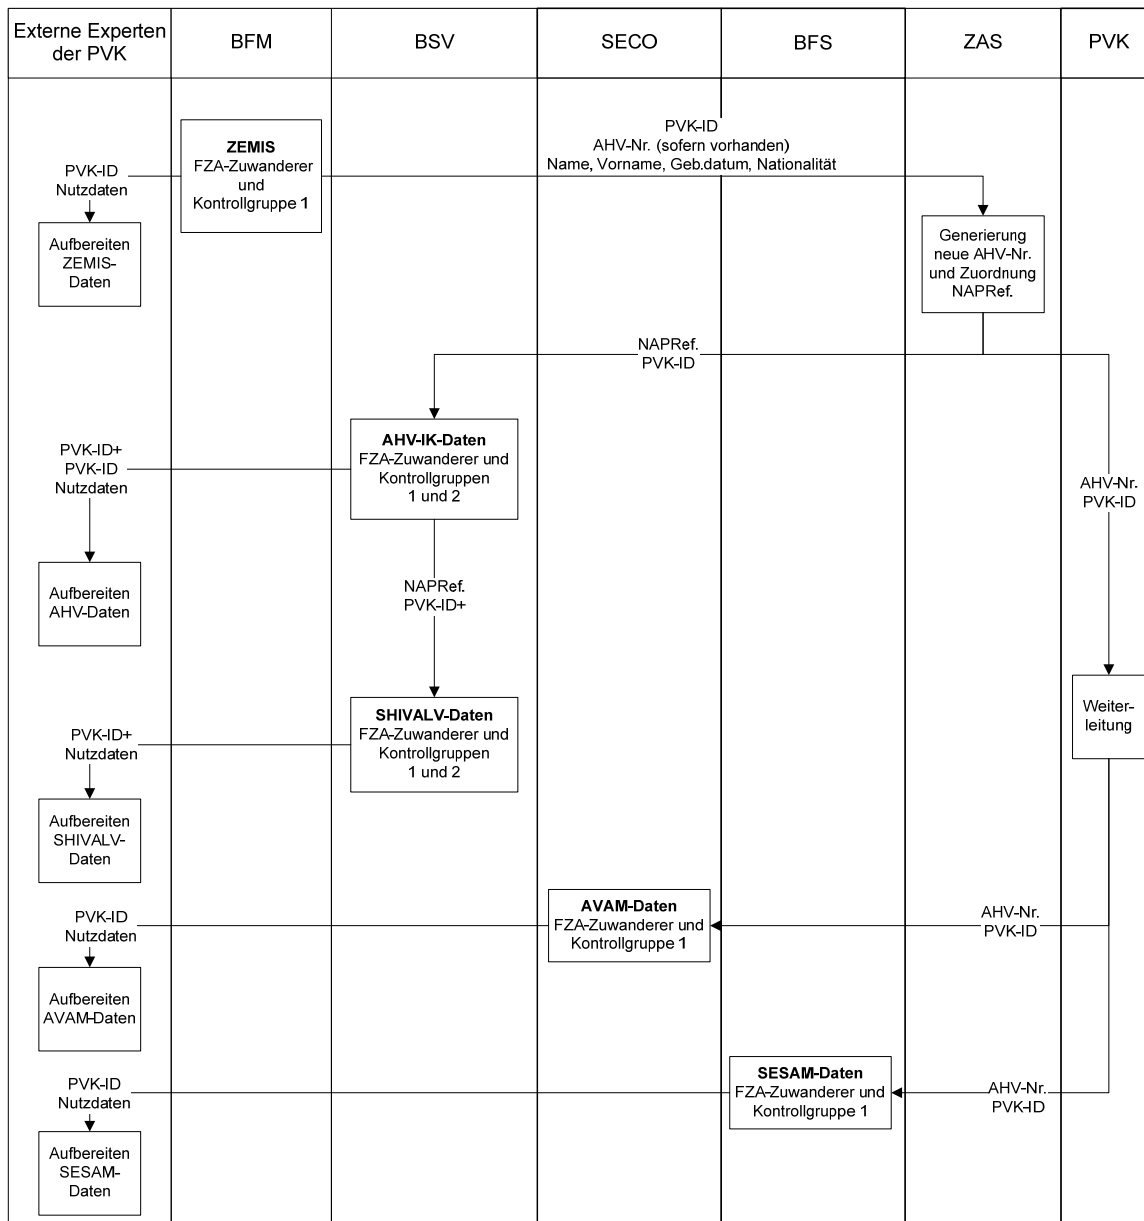 Externe Experten
der PVK
BFM
BSV
SECO
BFS
ZAS
PVK
PVK-ID
AHV-Nr. (sofern vorhanden)
Name, Vorname, Geb.datum, Nationalität
ZEMIS
FZA-Zuwanderer
und
Kontrollgruppe 1
PVK-ID
Nutzdaten
Aufbereiten
ZEMIS-
Daten
Generierung
neue AHV-Nr.
und Zuordnung
NAPRef.
NAPRef.
PVK-ID
AHV-IK-Daten
FZA-Zuwanderer und
Kontrollgruppen
1 und 2
PVK-ID+
PVK-ID
Nutzdaten
AHV-Nr.
PVK-ID
Aufbereiten
AHV-Daten
NAPRef.
PVK-ID+
SHIVALV-Daten
FZA-Zuwanderer und
Kontrollgruppen
1 und 2
Weiter-
leitung
PVK-ID+
Nutzdaten
Aufbereiten
SHIVALV-
Daten
AVAM-Daten
FZA-Zuwanderer und
Kontrollgruppe 1
AHV-Nr.
PVK-ID
PVK-ID
Nutzdaten
Aufbereiten
AVAM-Daten
SESAM-Daten
FZA-Zuwanderer und
Kontrollgruppe 1
AHV-Nr.
PVK-ID
PVK-ID
Nutzdaten
Aufbereiten
SESAM-
Daten